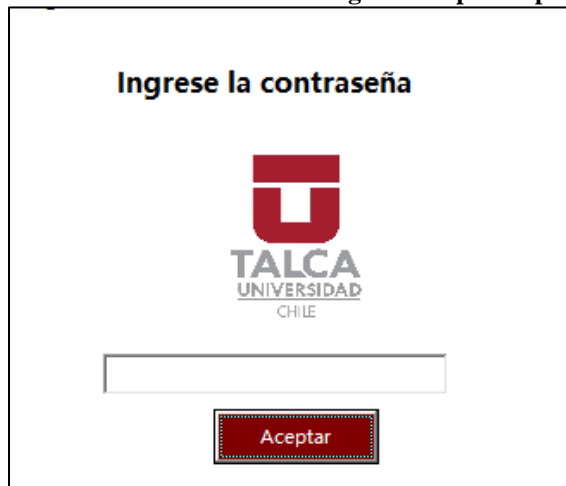 Ingrese la contraseña
TALCA
UNIVERSIDAD
CHILE
Aceptar